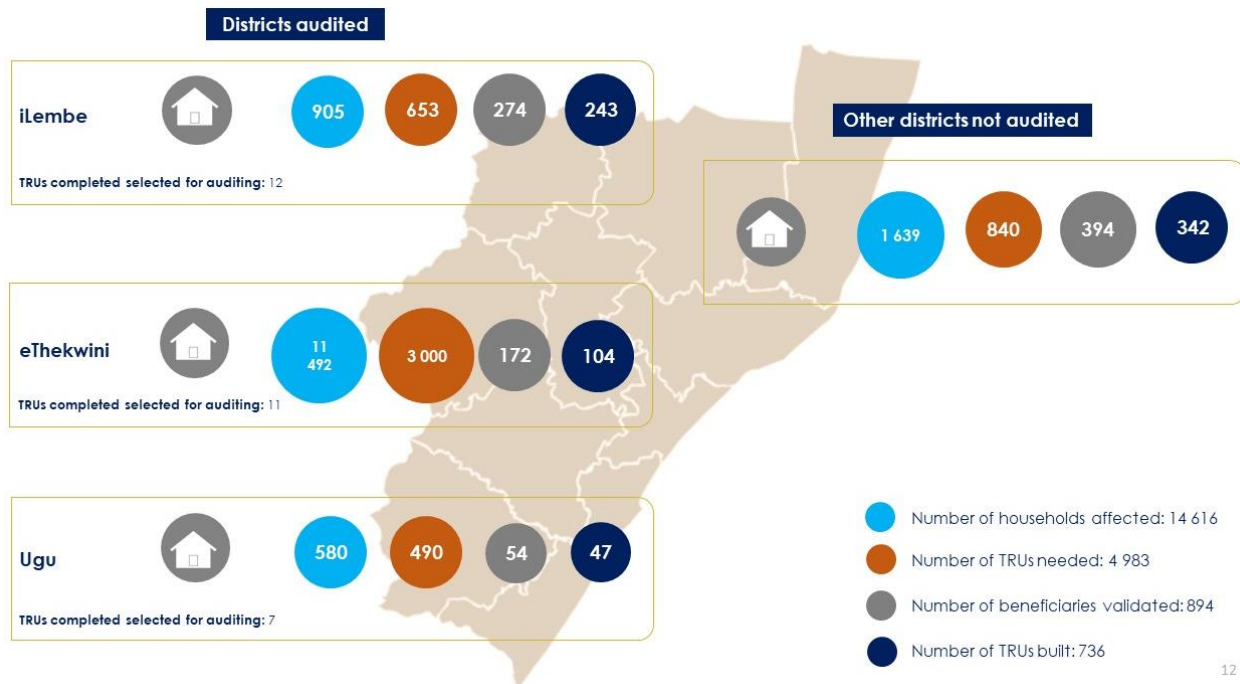 Districts audited
iLembe
905
653
274
243
TRUs completed selected for auditing: 12
Other districts not audited
1 639
840
394
342
eThekwini
11
492
3 000
172
104
TRUs completed selected for auditing: 11
Ugu
580
490
54
47
TRUs completed selected for auditing: 7
Number of households affected: 14 616
Number of TRUs needed: 4 983
Number of beneficiaries validated: 894
Number of TRUs built: 736
12